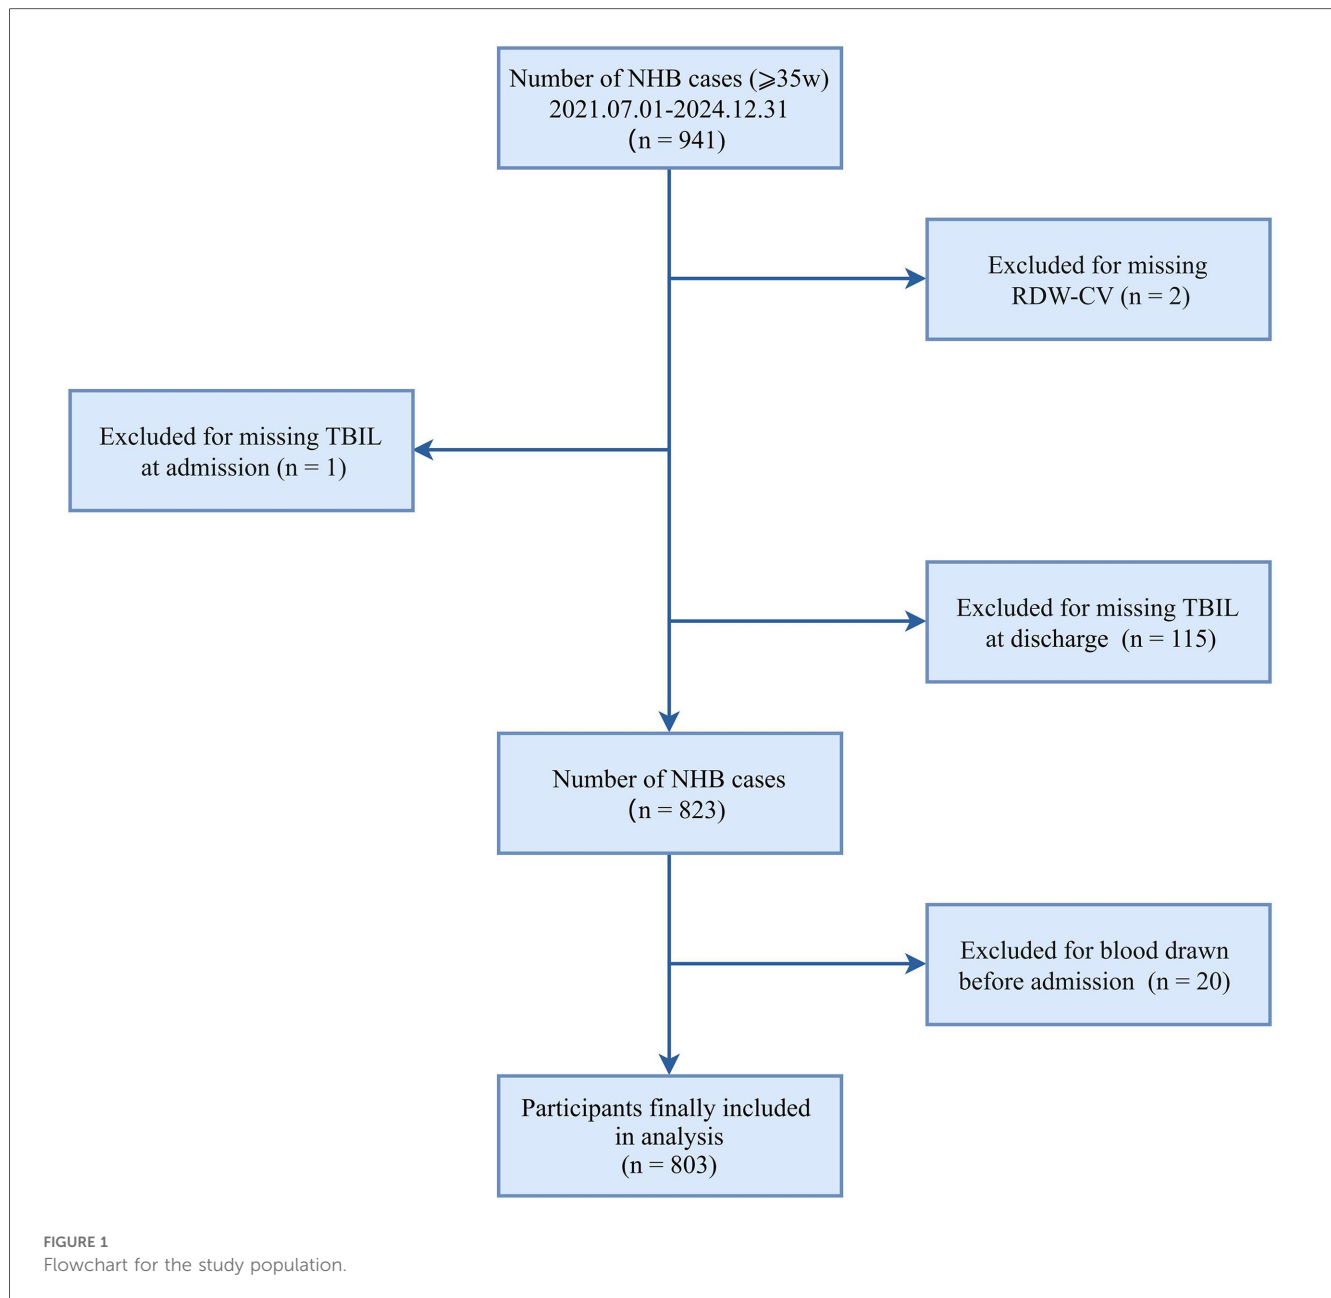 Number of NHB cases (⩾35w)
2021.07.01-2024.12.31
(n = 941)
Excluded for missing
RDW-CV (n = 2)
Excluded for missing TBIL
at admission (n = 1)
Excluded for missing TBIL
at discharge (n = 115)
Number of NHB cases
(n = 823)
Excluded for blood drawn
before admission (n = 20)
Participants finally included
in analysis
(n = 803)
FIGURE 1
Flowchart for the study population.